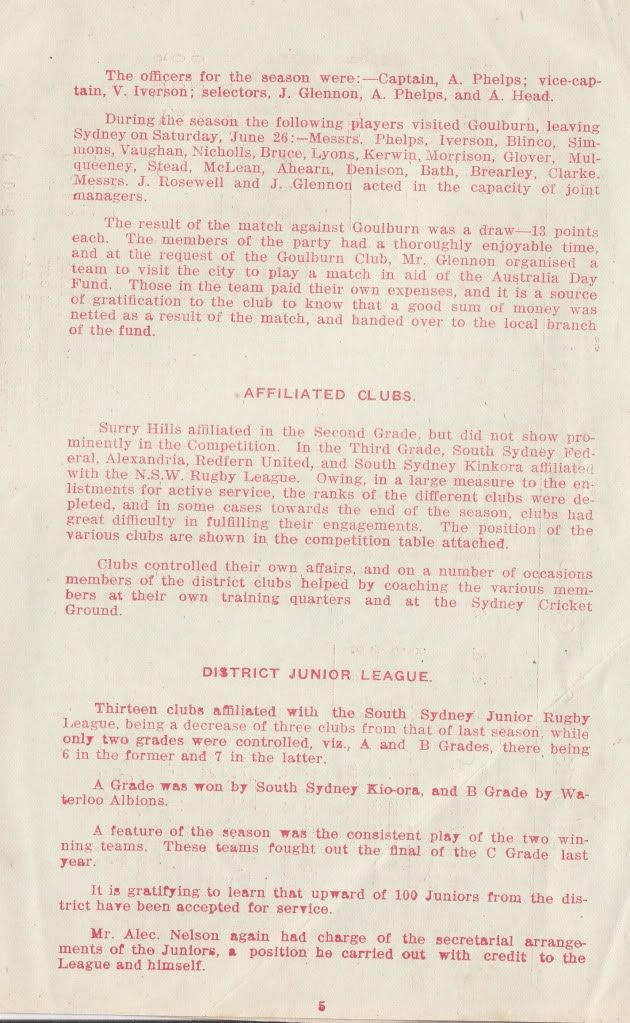 The officers for the season were:—Captain, A. Phelps; vice-cap-
tain, V. Iverson; selectors, J. Glennon, A. Phelps, and A. Head.
During the season the following players visited Goulburn, leaving
Sydney on Saturday, June 26:—Messrs. Phelps, Iverson, Blinco, Sim-
mons, Vaughan, Nicholls, Bruce, Lyons, Kerwin, Morrison, Glover, Mul-
queeney, Stead, McLean, Ahearn, Denison, Bath, Brearley, Clarke.
Messrs. J. Rosewell and J. Glennon acted in the capacity of joint
managers.
The result of the match against Goulburn was a draw—13 points
each. The members of the party had a thoroughly enjoyable time,
and at the request of the Goulburn Club, Mr. Glennon organised a
team to visit the city to play a match in aid of the Australia Day
Fund. Those in the team paid their own expenses, and it is a source
of gratification to the club to know that a good sum of money was
netted as a result of the match, and handed over to the local branch
of the fund.
AFFILIATED CLUBS.
Surry Hills affiliated in the Second Grade, but did not show pro-
minently in the Competition. In the Third Grade, South Sydney Fed-
eral, Alexandria, Redfern United, and South Sydney Kinkora affiliated
with the N.S.W. Rugby League. Owing, in a large measure to the en-
listments for active service, the ranks of the different clubs were de-
pleted, and in some cases towards the end of the season, clubs had
great difficulty in fulfilling their engagements. The position of the
various clubs are shown in the competition table attached.
Clubs controlled their own affairs, and on a number of occasions
members of the district clubs helped by coaching the various mem-
bers at their own training quarters and at the Sydney Cricket
Ground.
DISTRICT JUNIOR LEAGUE.
Thirteen clubs affiliated with the South Sydney Junior Rugby
League, being a decrease of three clubs from that of last season, while
only two grades were controlled, viz., A and B Grades, there being
6 in the former and 7 in the latter.
A Grade was won by South Sydney Kio-ora, and B Grade by Wa-
terloo Albions.
A feature of the season was the consistent play of the two win-
ning teams. These teams fought out the final of the C Grade last
year.
It is gratifying to learn that upward of 100 Juniors from the dis-
trict have been accepted for service.
Mr. Alec. Nelson again had charge of the secretarial arrange-
ments of the Juniors, a position he carried out with credit to the
League and himself.
5